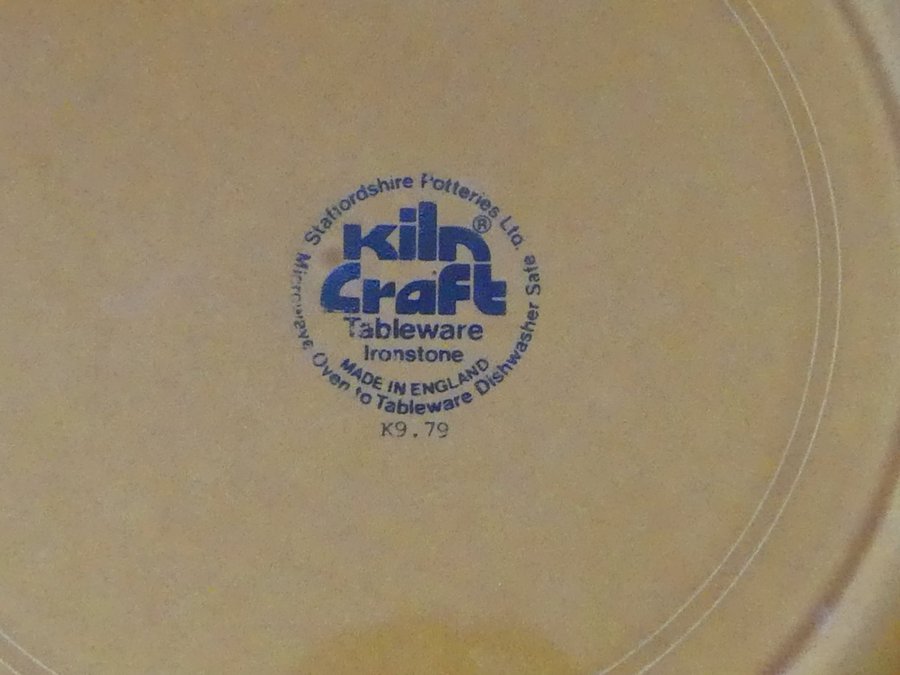 Staffordshire Potteries Ltd.
Kiln ®
Craft
Tableware
Ironstone
MADE IN ENGLAND
Microwave Oven to Tableware Dishwasher Safe
K9.79